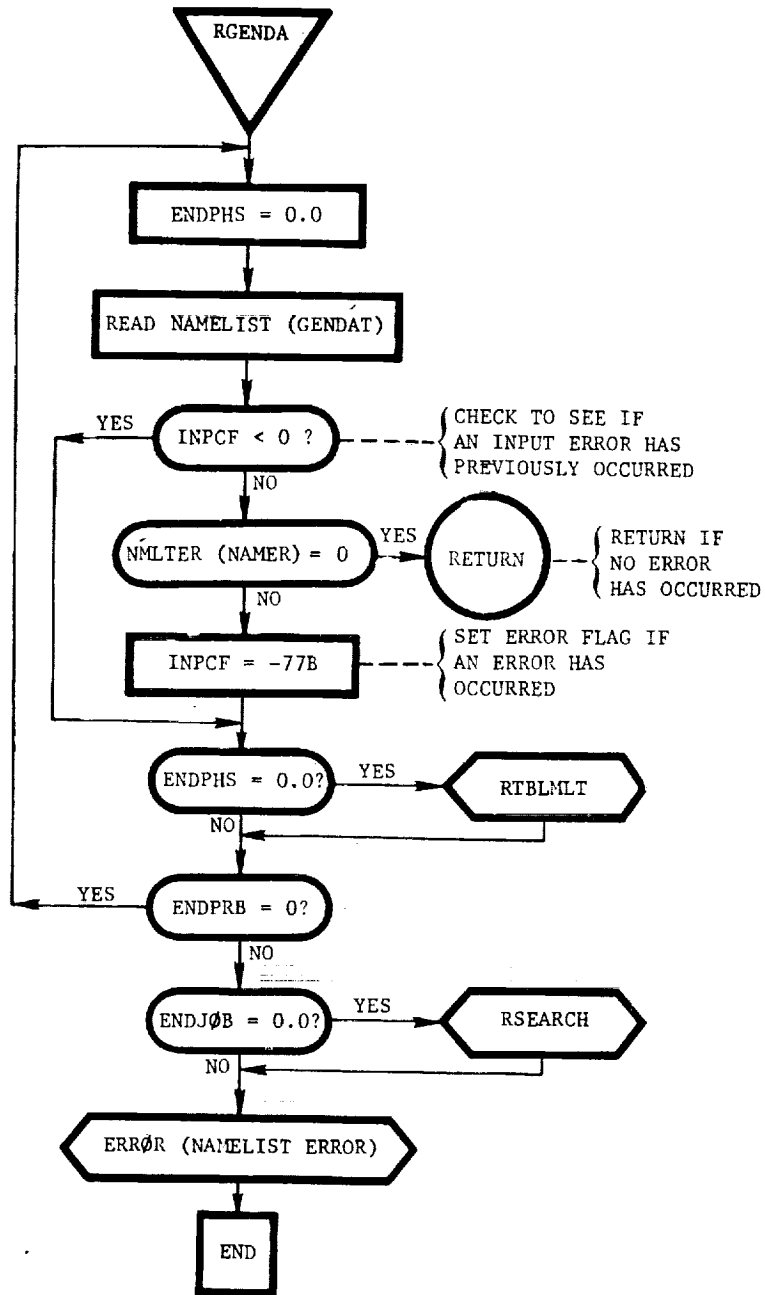 RGENDA
ENDPHS = 0.0
READ NAMELIST (GENDAT)
YES
INPCF < 0 ?
CHECK TO SEE IF
AN INPUT ERROR HAS
PREVIOUSLY OCCURRED
NO
NMLTER (NAMER) = 0
YES
RETURN
RETURN IF
NO ERROR
HAS OCCURRED
NO
INPCF = -77B
SET ERROR FLAG IF
AN ERROR HAS
OCCURRED
ENDPHS = 0.0?
YES
RTBLMLT
NO
YES
ENDPRB = 0?
NO
ENDJØB = 0.0?
YES
RSEARCH
NO
ERRØR (NAMELIST ERROR)
END